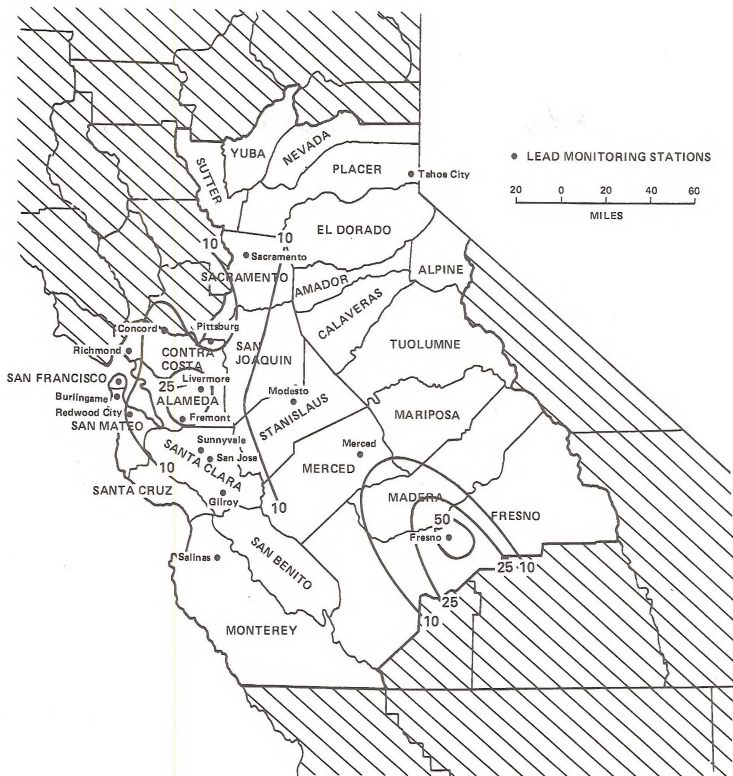 YUBA
NEVADA
SUTTER
PLACER
Tahoe City
LEAD MONITORING STATIONS
20 0 20 40 60
MILES
EL DORADO
10
10
Sacramento
SACRAMENTO
ALPINE
AMADOR
CALAVERAS
TUOLUMNE
Concord
Pittsburg
Richmond
CONTRA
COSTA
SAN
JOAQUIN
SAN FRANCISCO
25
Livermore
ALAMEDA
Burlingame
Redwood City
SAN MATEO
Fremont
Modesto
STANISLAUS
MARIPOSA
Sunnyvale
San Jose
SANTA CLARA
Merced
MERCED
10
SANTA CRUZ
Gilroy
10
MADERA
FRESNO
50
Fresno
Salinas
SAN BENITO
25
10
25
10
MONTEREY